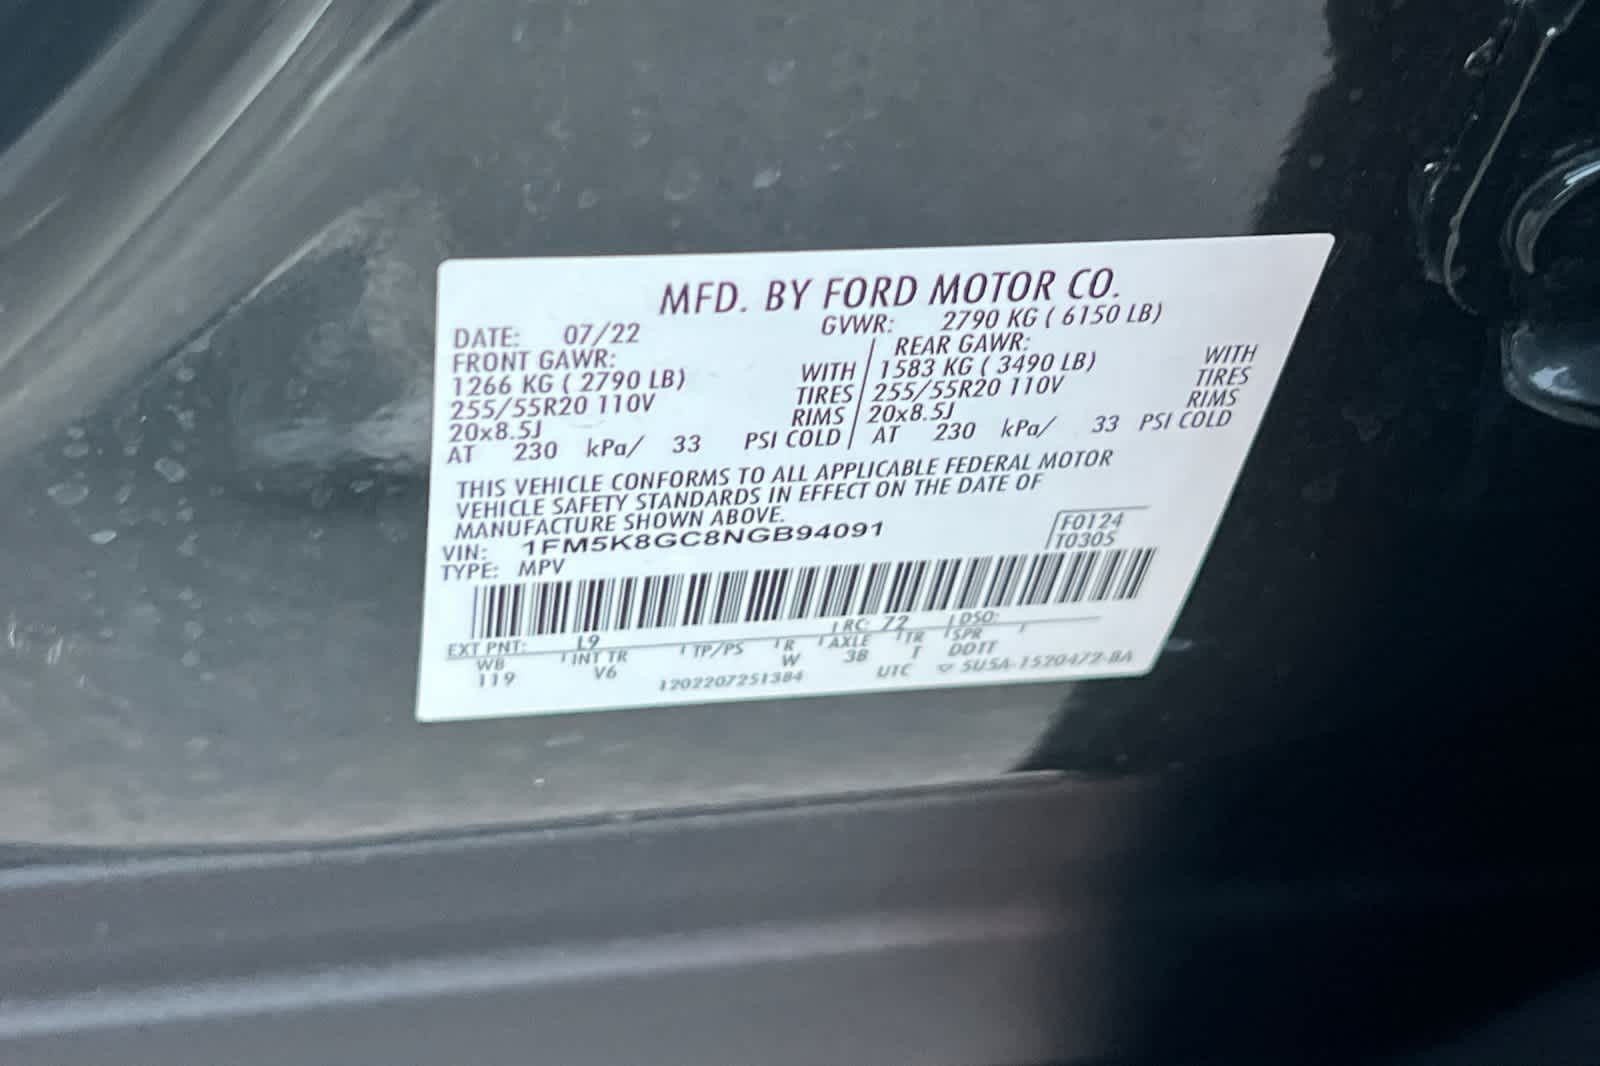 MFD. BY FORD MOTOR CO.
DATE: 07/22 GVWR: 2790 KG ( 6150 LB)
FRONT GAWR: REAR GAWR:
1266 KG ( 2790 LB) WITH 1583 KG ( 3490 LB) WITH
255/55R20 110V TIRES 255/55R20 110V TIRES
20x8.5J RIMS 20x8.5J RIMS
AT 230 kPa/ 33 PSI COLD AT 230 kPa/ 33 PSI COLD
THIS VEHICLE CONFORMS TO ALL APPLICABLE FEDERAL MOTOR
VEHICLE SAFETY STANDARDS IN EFFECT ON THE DATE OF
MANUFACTURE SHOWN ABOVE.
VIN: 1FM5K8GC8NGB94091 F0124
TYPE: MPV T0305
EXT PNT: L9 RC: 72 DSO:
WB INT TR TP/PS R AXLE TR SPR
119 V6 W 38 T DDTT
1202207251384 UTC 5U5A-1520472-BA